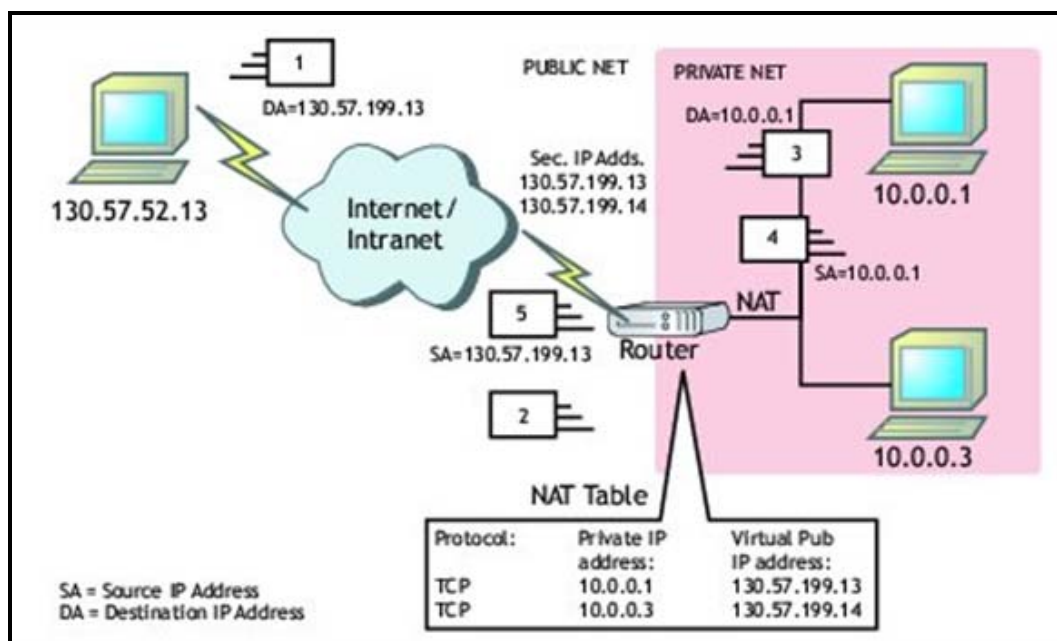 1
DA=130.57.199.13
130.57.52.13
Internet/
Intranet
PUBLIC NET
PRIVATE NET
Sec. IP Adds.
130.57.199.13
130.57.199.14
DA=10.0.0.1
3
10.0.0.1
4
SA=10.0.0.1
5
SA=130.57.199.13
Router
NAT
2
10.0.0.3
NAT Table
Protocol: Private IP address: Virtual Pub IP address:
TCP 10.0.0.1 130.57.199.13
TCP 10.0.0.3 130.57.199.14
SA = Source IP Address
DA = Destination IP Address